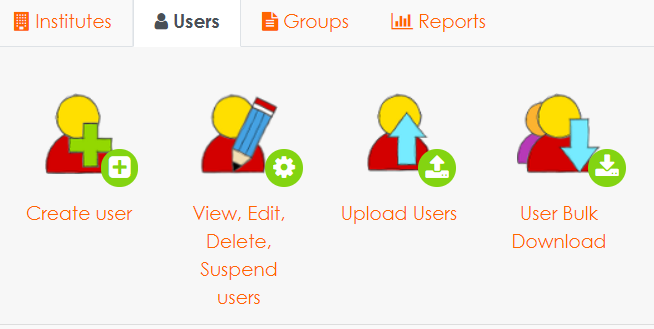 Institutes Users Groups Reports
Create user View, Edit, Upload Users User Bulk
Delete, Download
Suspend
users